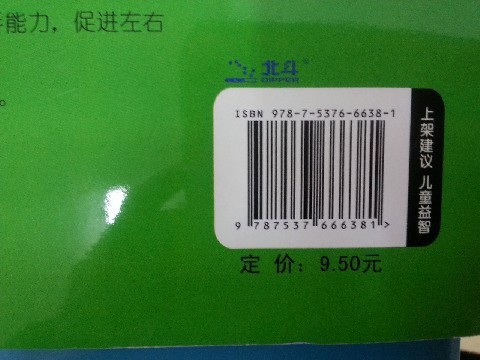 能力，促进左右
。
北斗
ISBN 978-7-5376-6638-1
9 787537 666381 >
上架建议 儿童益智
定 价：9.50元